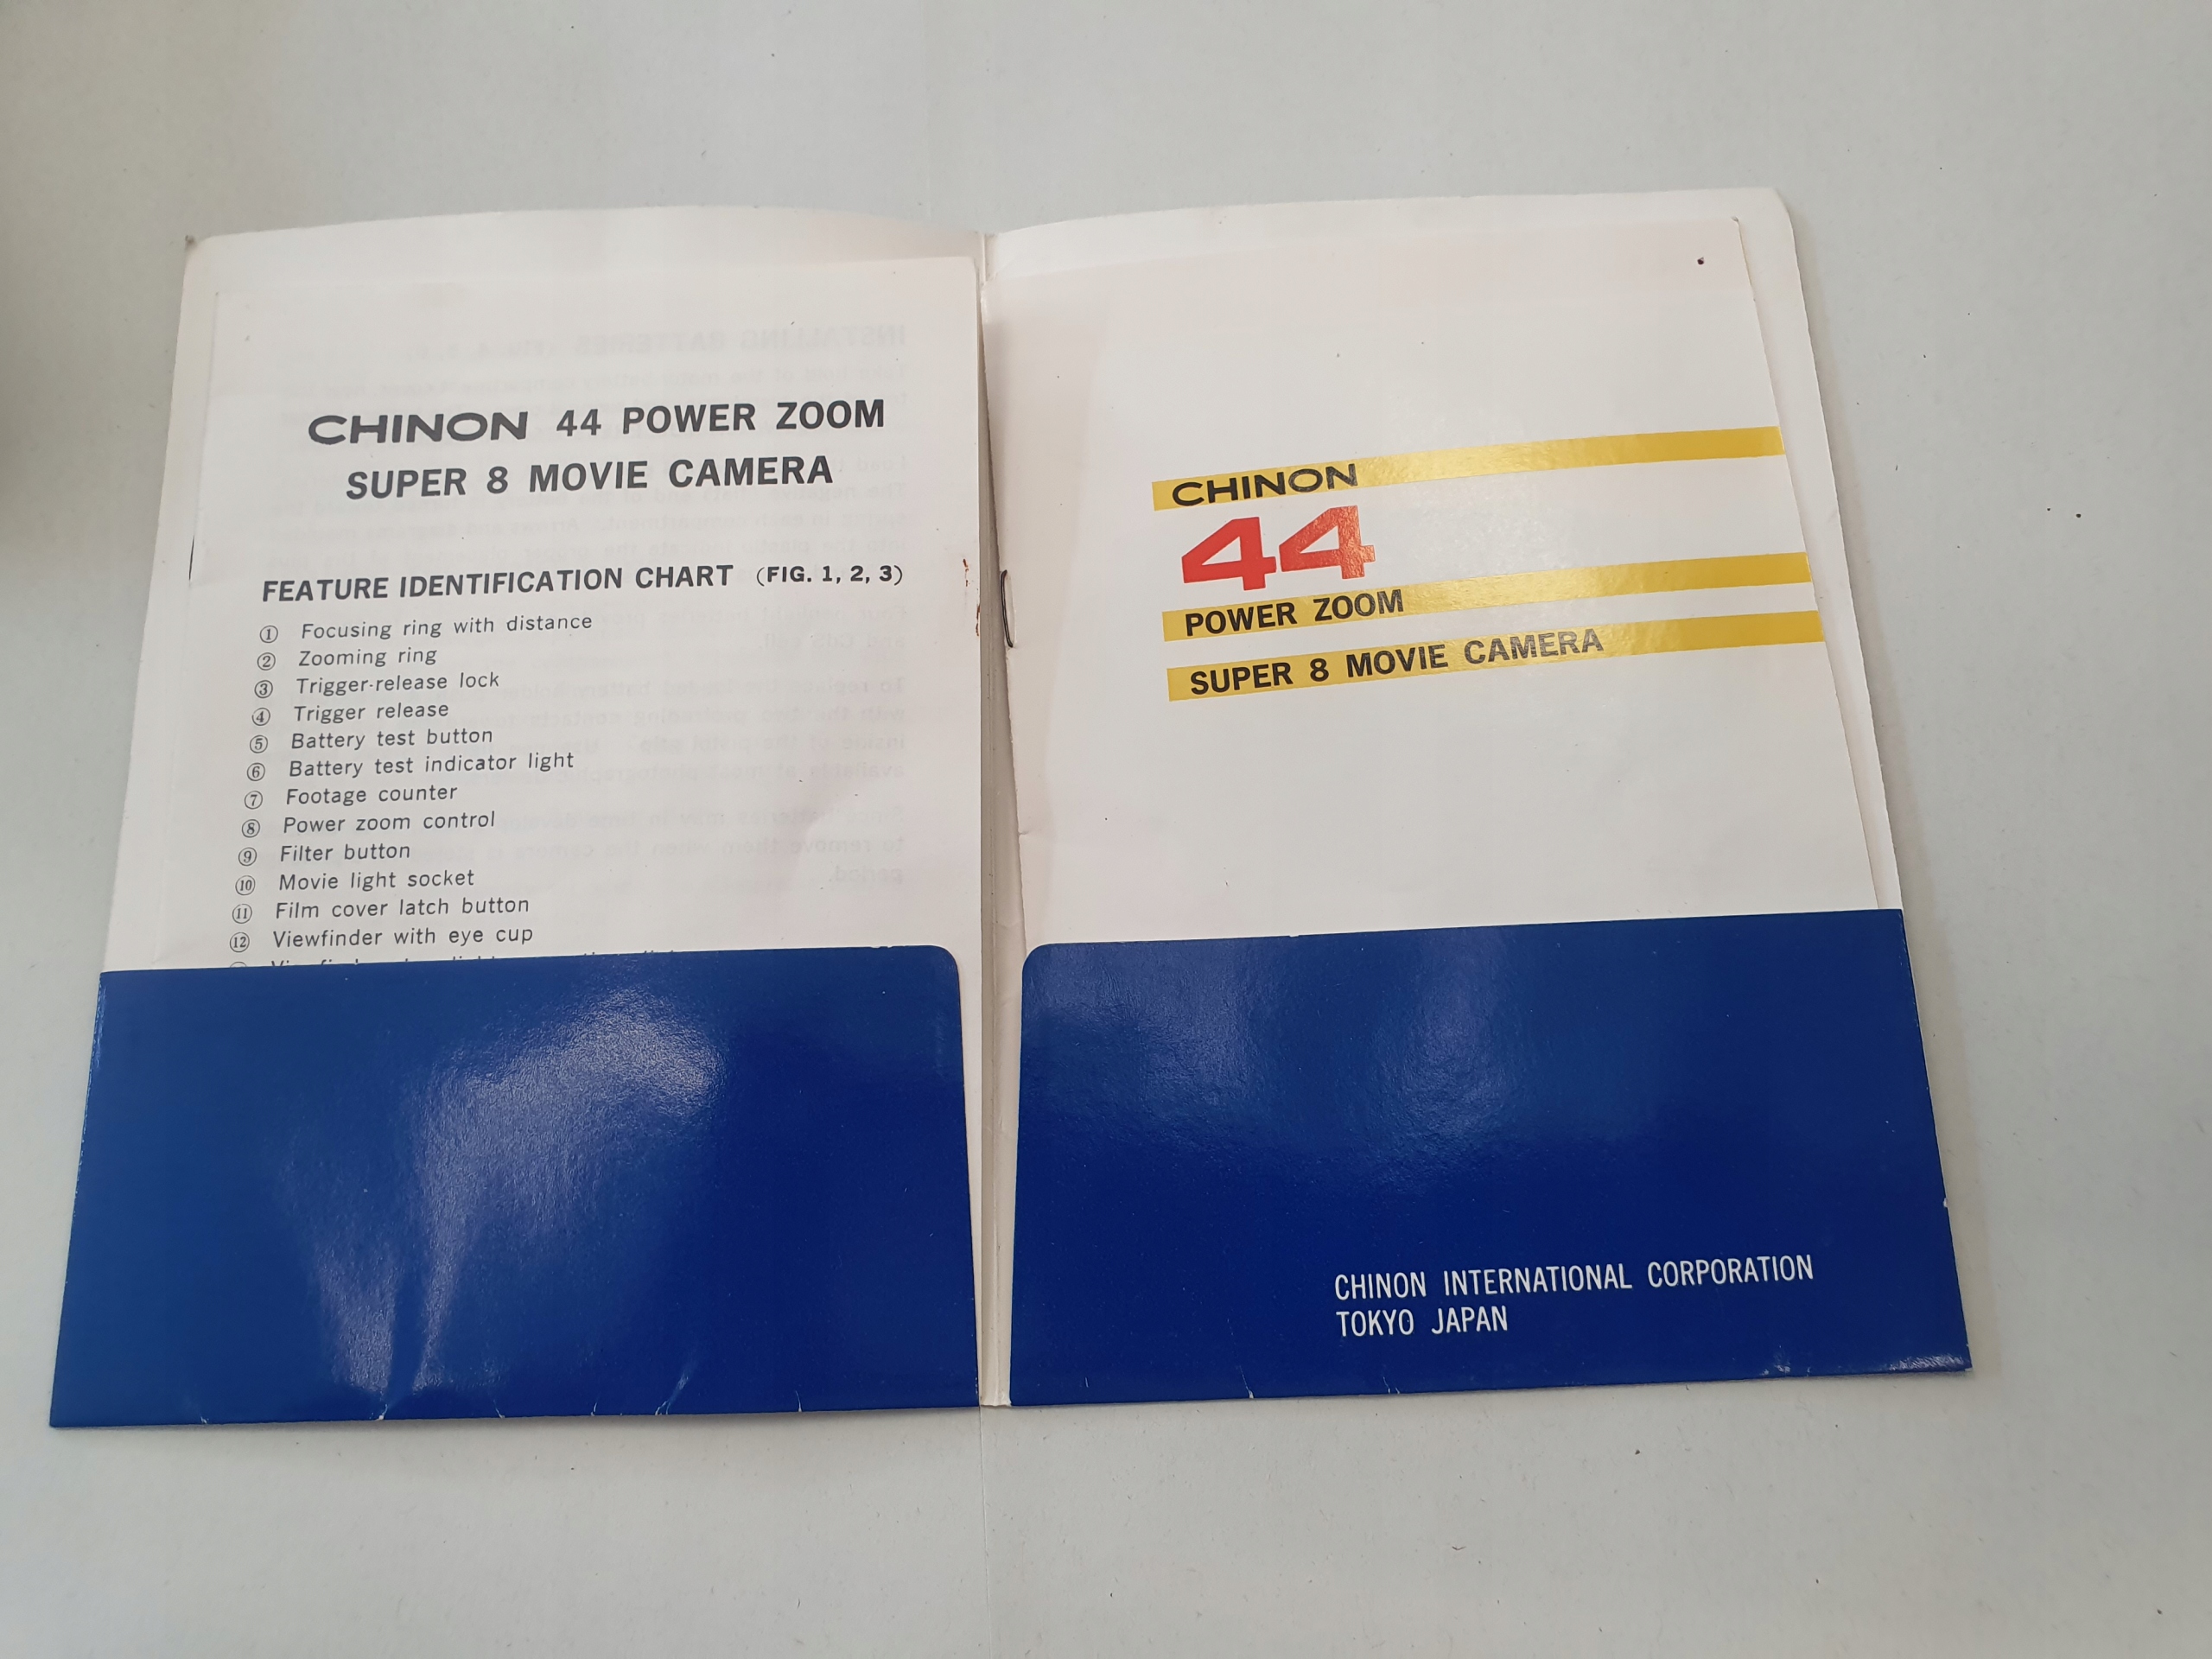 CHINON 44 POWER ZOOM
SUPER 8 MOVIE CAMERA
FEATURE IDENTIFICATION CHART (FIG. 1, 2, 3)
① Focusing ring with distance
② Zooming ring
③ Trigger-release lock
④ Trigger release
⑤ Battery test button
⑥ Battery test indicator light
⑦ Footage counter
⑧ Power zoom control
⑨ Filter button
⑩ Movie light socket
⑪ Film cover latch button
⑫ Viewfinder with eye cup
CHINON
44
POWER ZOOM
SUPER 8 MOVIE CAMERA
CHINON INTERNATIONAL CORPORATION
TOKYO JAPAN